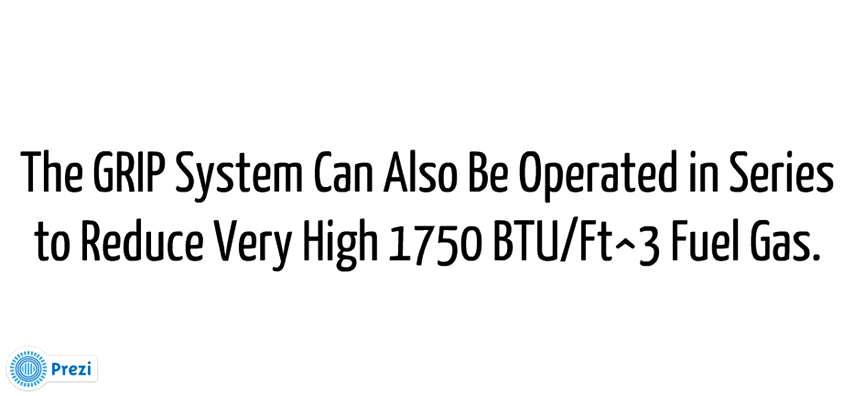 The GRIP System Can Also Be Operated in Series
to Reduce Very High 1750 BTU/Ft^3 Fuel Gas.
Prezi